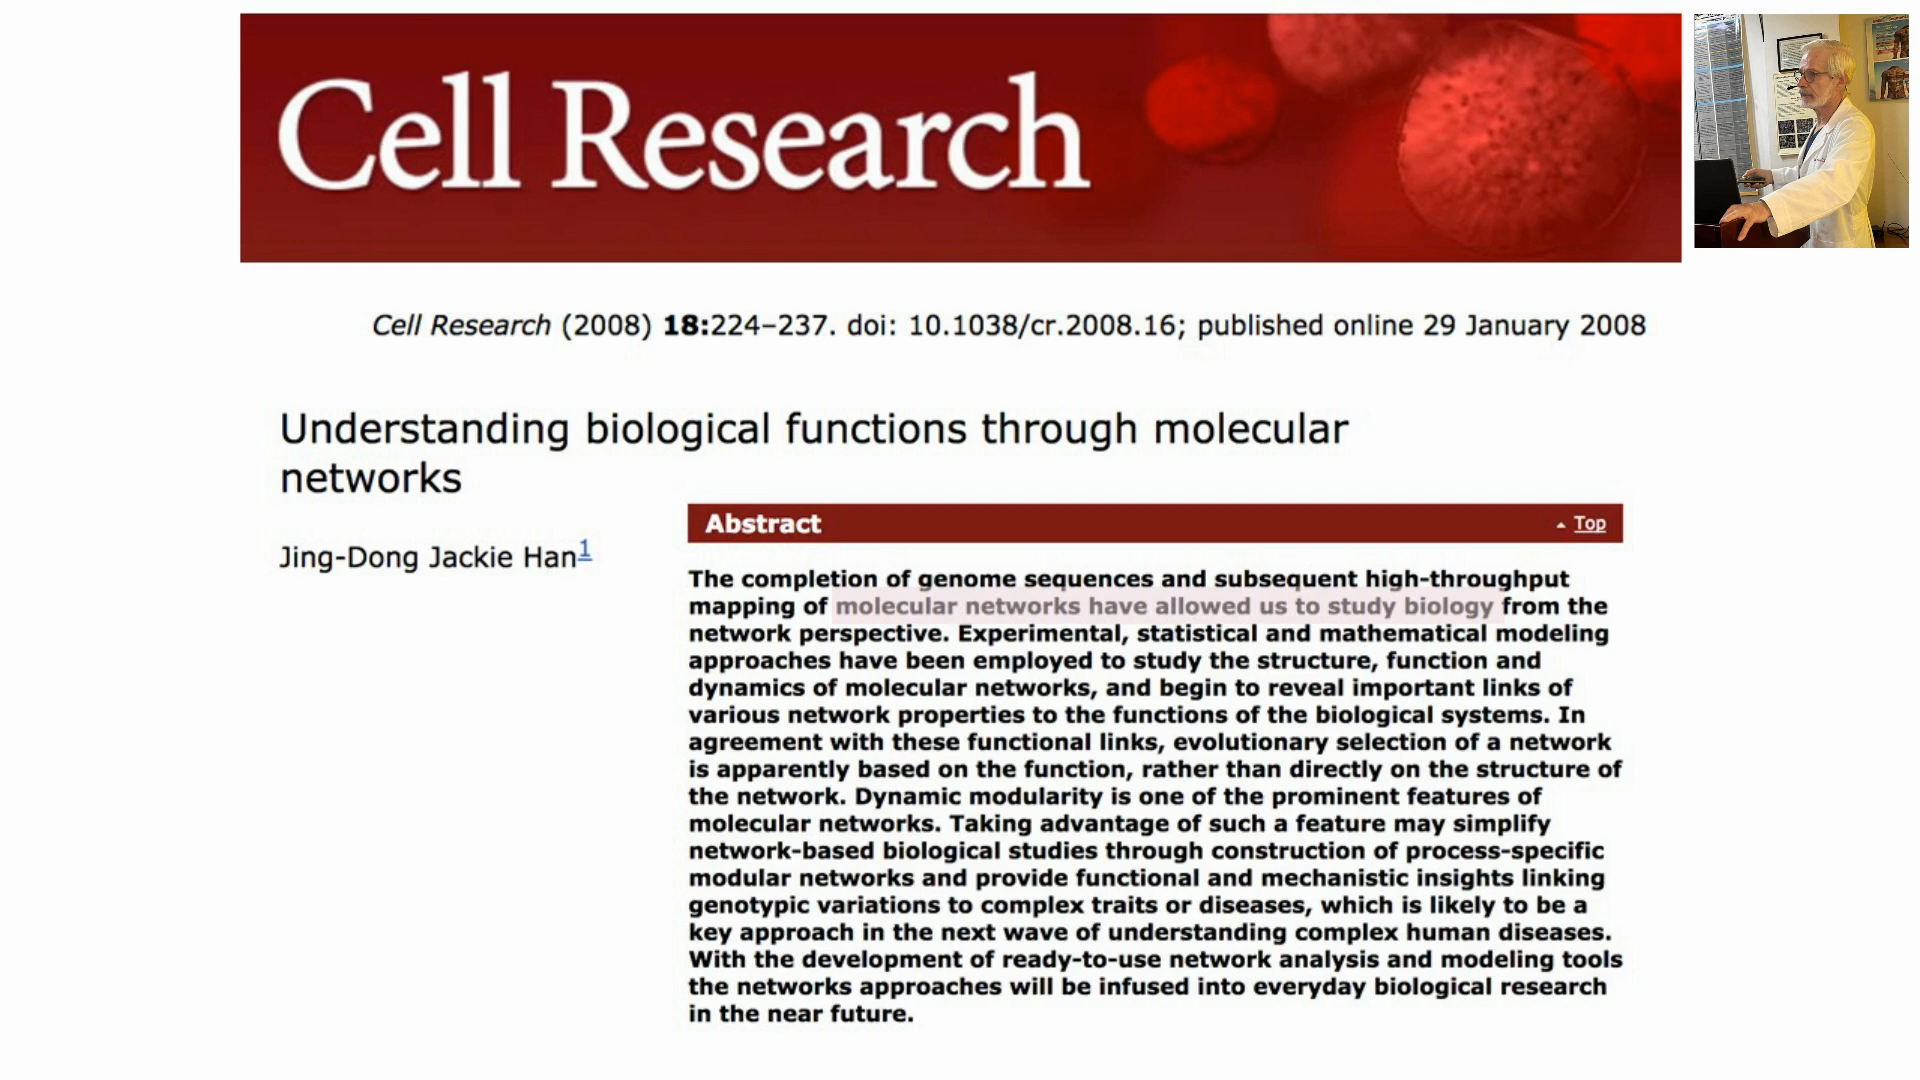 Cell Research
Cell Research (2008) 18:224–237. doi: 10.1038/cr.2008.16; published online 29 January 2008
Understanding biological functions through molecular
networks
Jing-Dong Jackie Han1
Abstract
Top
The completion of genome sequences and subsequent high-throughput
mapping of molecular networks have allowed us to study biology from the
network perspective. Experimental, statistical and mathematical modeling
approaches have been employed to study the structure, function and
dynamics of molecular networks, and begin to reveal important links of
various network properties to the functions of the biological systems. In
agreement with these functional links, evolutionary selection of a network
is apparently based on the function, rather than directly on the structure of
the network. Dynamic modularity is one of the prominent features of
molecular networks. Taking advantage of such a feature may simplify
network-based biological studies through construction of process-specific
modular networks and provide functional and mechanistic insights linking
genotypic variations to complex traits or diseases, which is likely to be a
key approach in the next wave of understanding complex human diseases.
With the development of ready-to-use network analysis and modeling tools
the networks approaches will be infused into everyday biological research
in the near future.